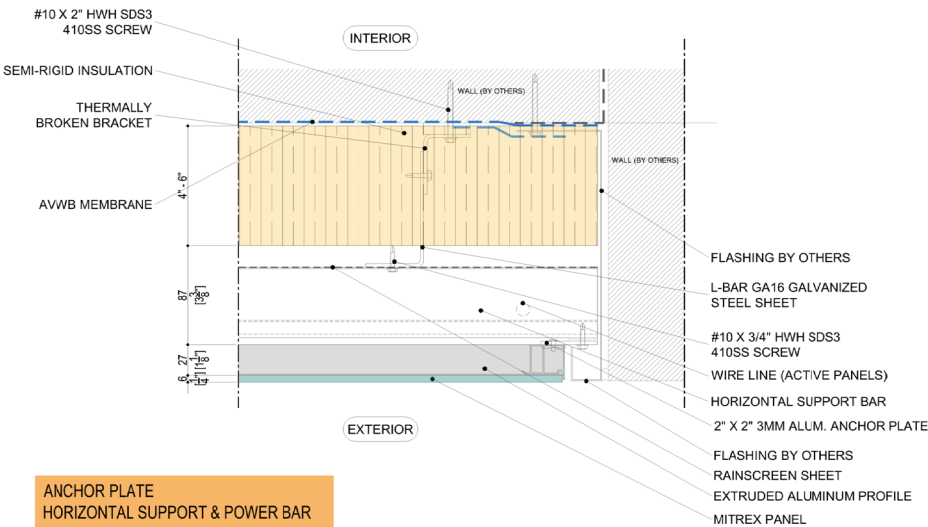 #10 X 2" HWH SDS3
410SS SCREW
INTERIOR
SEMI-RIGID INSULATION
WALL (BY OTHERS)
THERMALLY
BROKEN BRACKET
WALL (BY OTHERS)
4" - 6"
AVWB MEMBRANE
FLASHING BY OTHERS
L-BAR GA16 GALVANIZED
STEEL SHEET
87
[3 3/8"]
#10 X 3/4" HWH SDS3
410SS SCREW
27
[1 1/8"]
WIRE LINE (ACTIVE PANELS)
6
[1/4"]
HORIZONTAL SUPPORT BAR
2" X 2" 3MM ALUM. ANCHOR PLATE
EXTERIOR
FLASHING BY OTHERS
RAINSCREEN SHEET
EXTRUDED ALUMINUM PROFILE
MITREX PANEL
ANCHOR PLATE
HORIZONTAL SUPPORT & POWER BAR